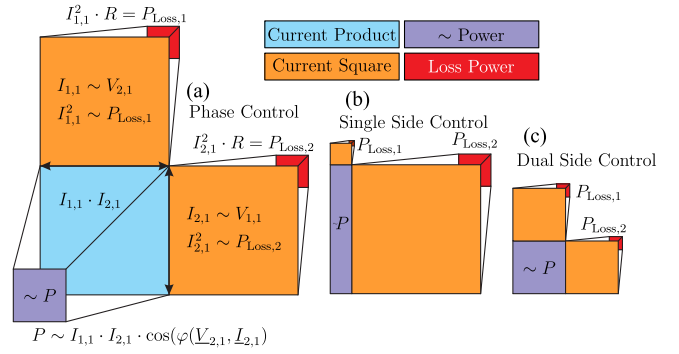 I²₁,₁ · R = P_Loss,1
Current Product
∼ Power
Current Square
Loss Power
(a)
Phase Control
I₁,₁ ∼ V₂,₁
I²₁,₁ ∼ P_Loss,1
I²₂,₁ · R = P_Loss,2
I₁,₁ · I₂,₁
I₂,₁ ∼ V₁,₁
I²₂,₁ ∼ P_Loss,2
∼ P
P ∼ I₁,₁ · I₂,₁ · cos(φ(V₂,₁, I₂,₁)
(b)
Single Side Control
P_Loss,1
P_Loss,2
∼P
(c)
Dual Side Control
P_Loss,1
P_Loss,2
∼ P